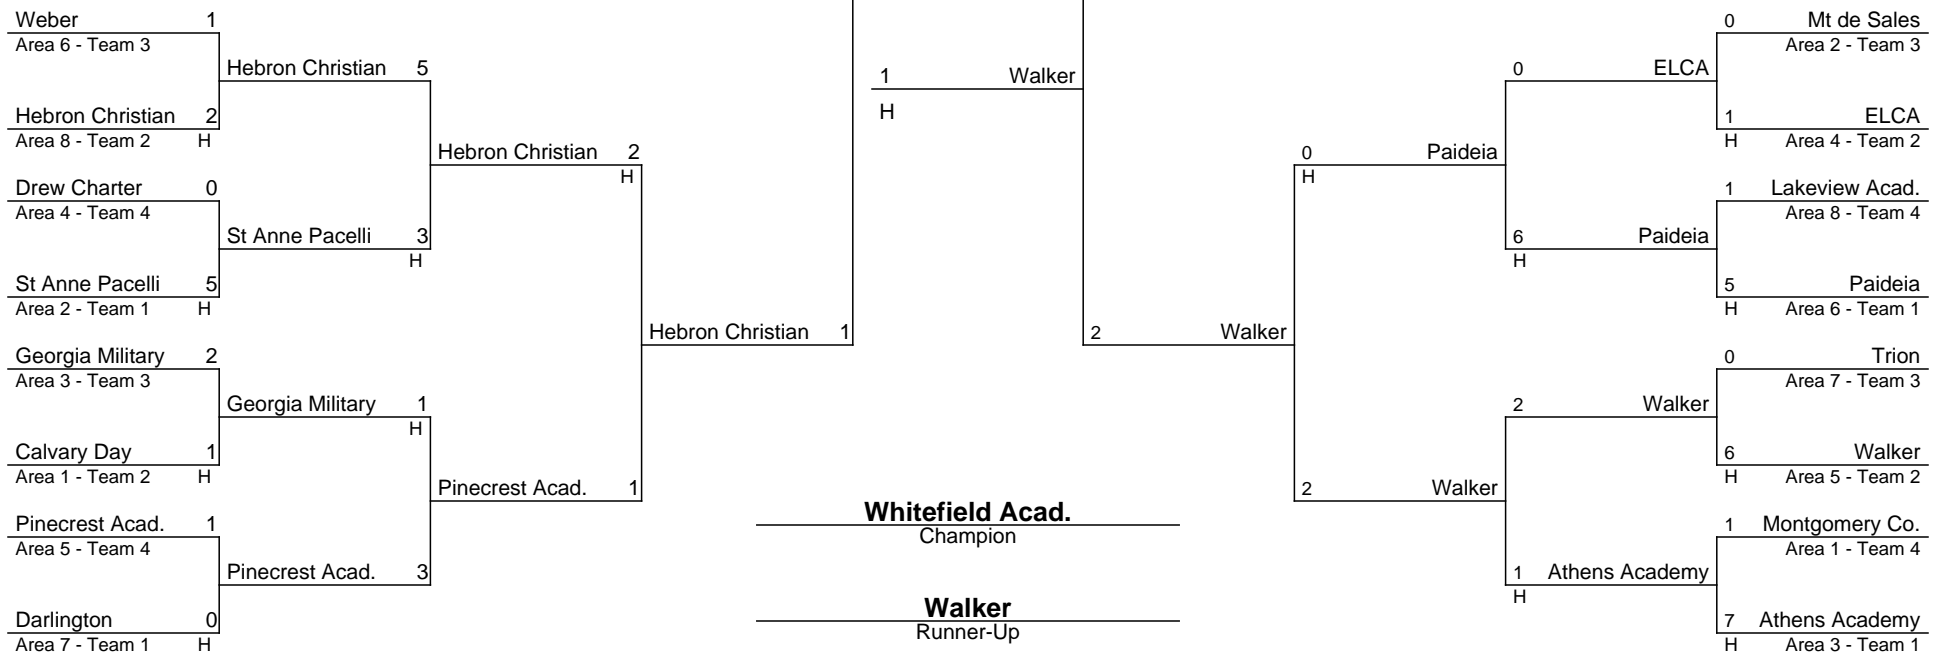 Weber 1
Area 6 - Team 3
Hebron Christian 2
Area 8 - Team 2 H
Drew Charter 0
Area 4 - Team 4
St Anne Pacelli 5
Area 2 - Team 1 H
Georgia Military 2
Area 3 - Team 3
Calvary Day 1
Area 1 - Team 2 H
Pinecrest Acad. 1
Area 5 - Team 4
Darlington 0
Area 7 - Team 1 H
Hebron Christian 5
St Anne Pacelli 3
H
Georgia Military 1
H
Pinecrest Acad. 3
Hebron Christian 2
H
Pinecrest Acad. 1
Hebron Christian 1
1 Walker
H
Whitefield Acad.
Champion
Walker
Runner-Up
2 Walker
0 Paideia
H
2 Walker
0 ELCA
6 Paideia
H
2 Walker
1 Athens Academy
H
0 Mt de Sales
Area 2 - Team 3
1 ELCA
H Area 4 - Team 2
1 Lakeview Acad.
Area 8 - Team 4
5 Paideia
H Area 6 - Team 1
0 Trion
Area 7 - Team 3
6 Walker
H Area 5 - Team 2
1 Montgomery Co.
Area 1 - Team 4
7 Athens Academy
H Area 3 - Team 1